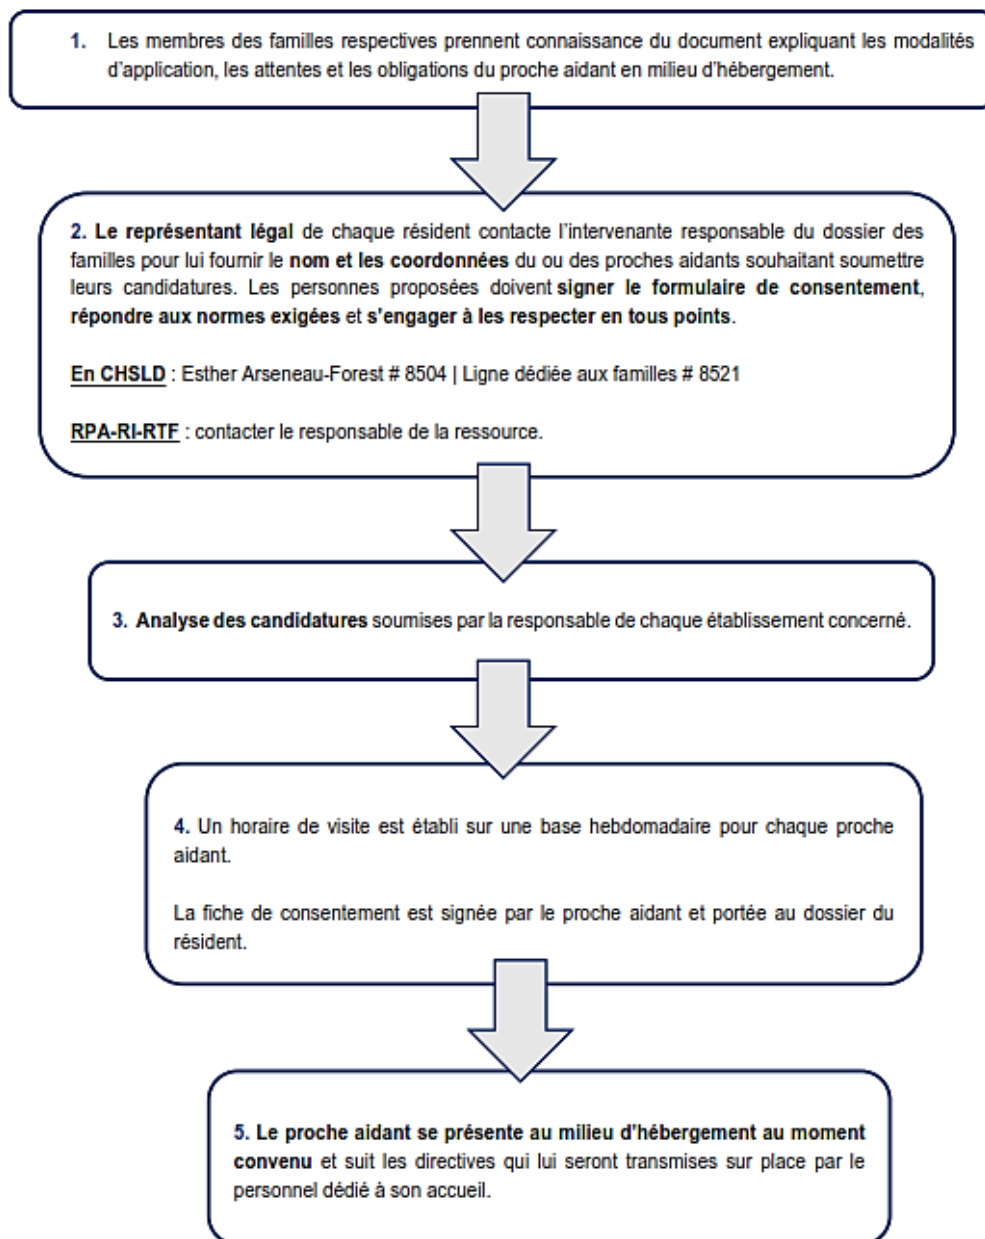 1. Les membres des familles respectives prennent connaissance du document expliquant les modalités
d'application, les attentes et les obligations du proche aidant en milieu d'hébergement.
2. Le représentant légal de chaque résident contacte l'intervenante responsable du dossier des
familles pour lui fournir le nom et les coordonnées du ou des proches aidants souhaitant soumettre
leurs candidatures. Les personnes proposées doivent signer le formulaire de consentement,
répondre aux normes exigées et s'engager à les respecter en tous points.
En CHSLD : Esther Arseneau-Forest # 8504 | Ligne dédiée aux familles # 8521
RPA-RI-RTF : contacter le responsable de la ressource.
3. Analyse des candidatures soumises par la responsable de chaque établissement concerné.
4. Un horaire de visite est établi sur une base hebdomadaire pour chaque proche
aidant.
La fiche de consentement est signée par le proche aidant et portée au dossier du
résident.
5. Le proche aidant se présente au milieu d'hébergement au moment
convenu et suit les directives qui lui seront transmises sur place par le
personnel dédié à son accueil.